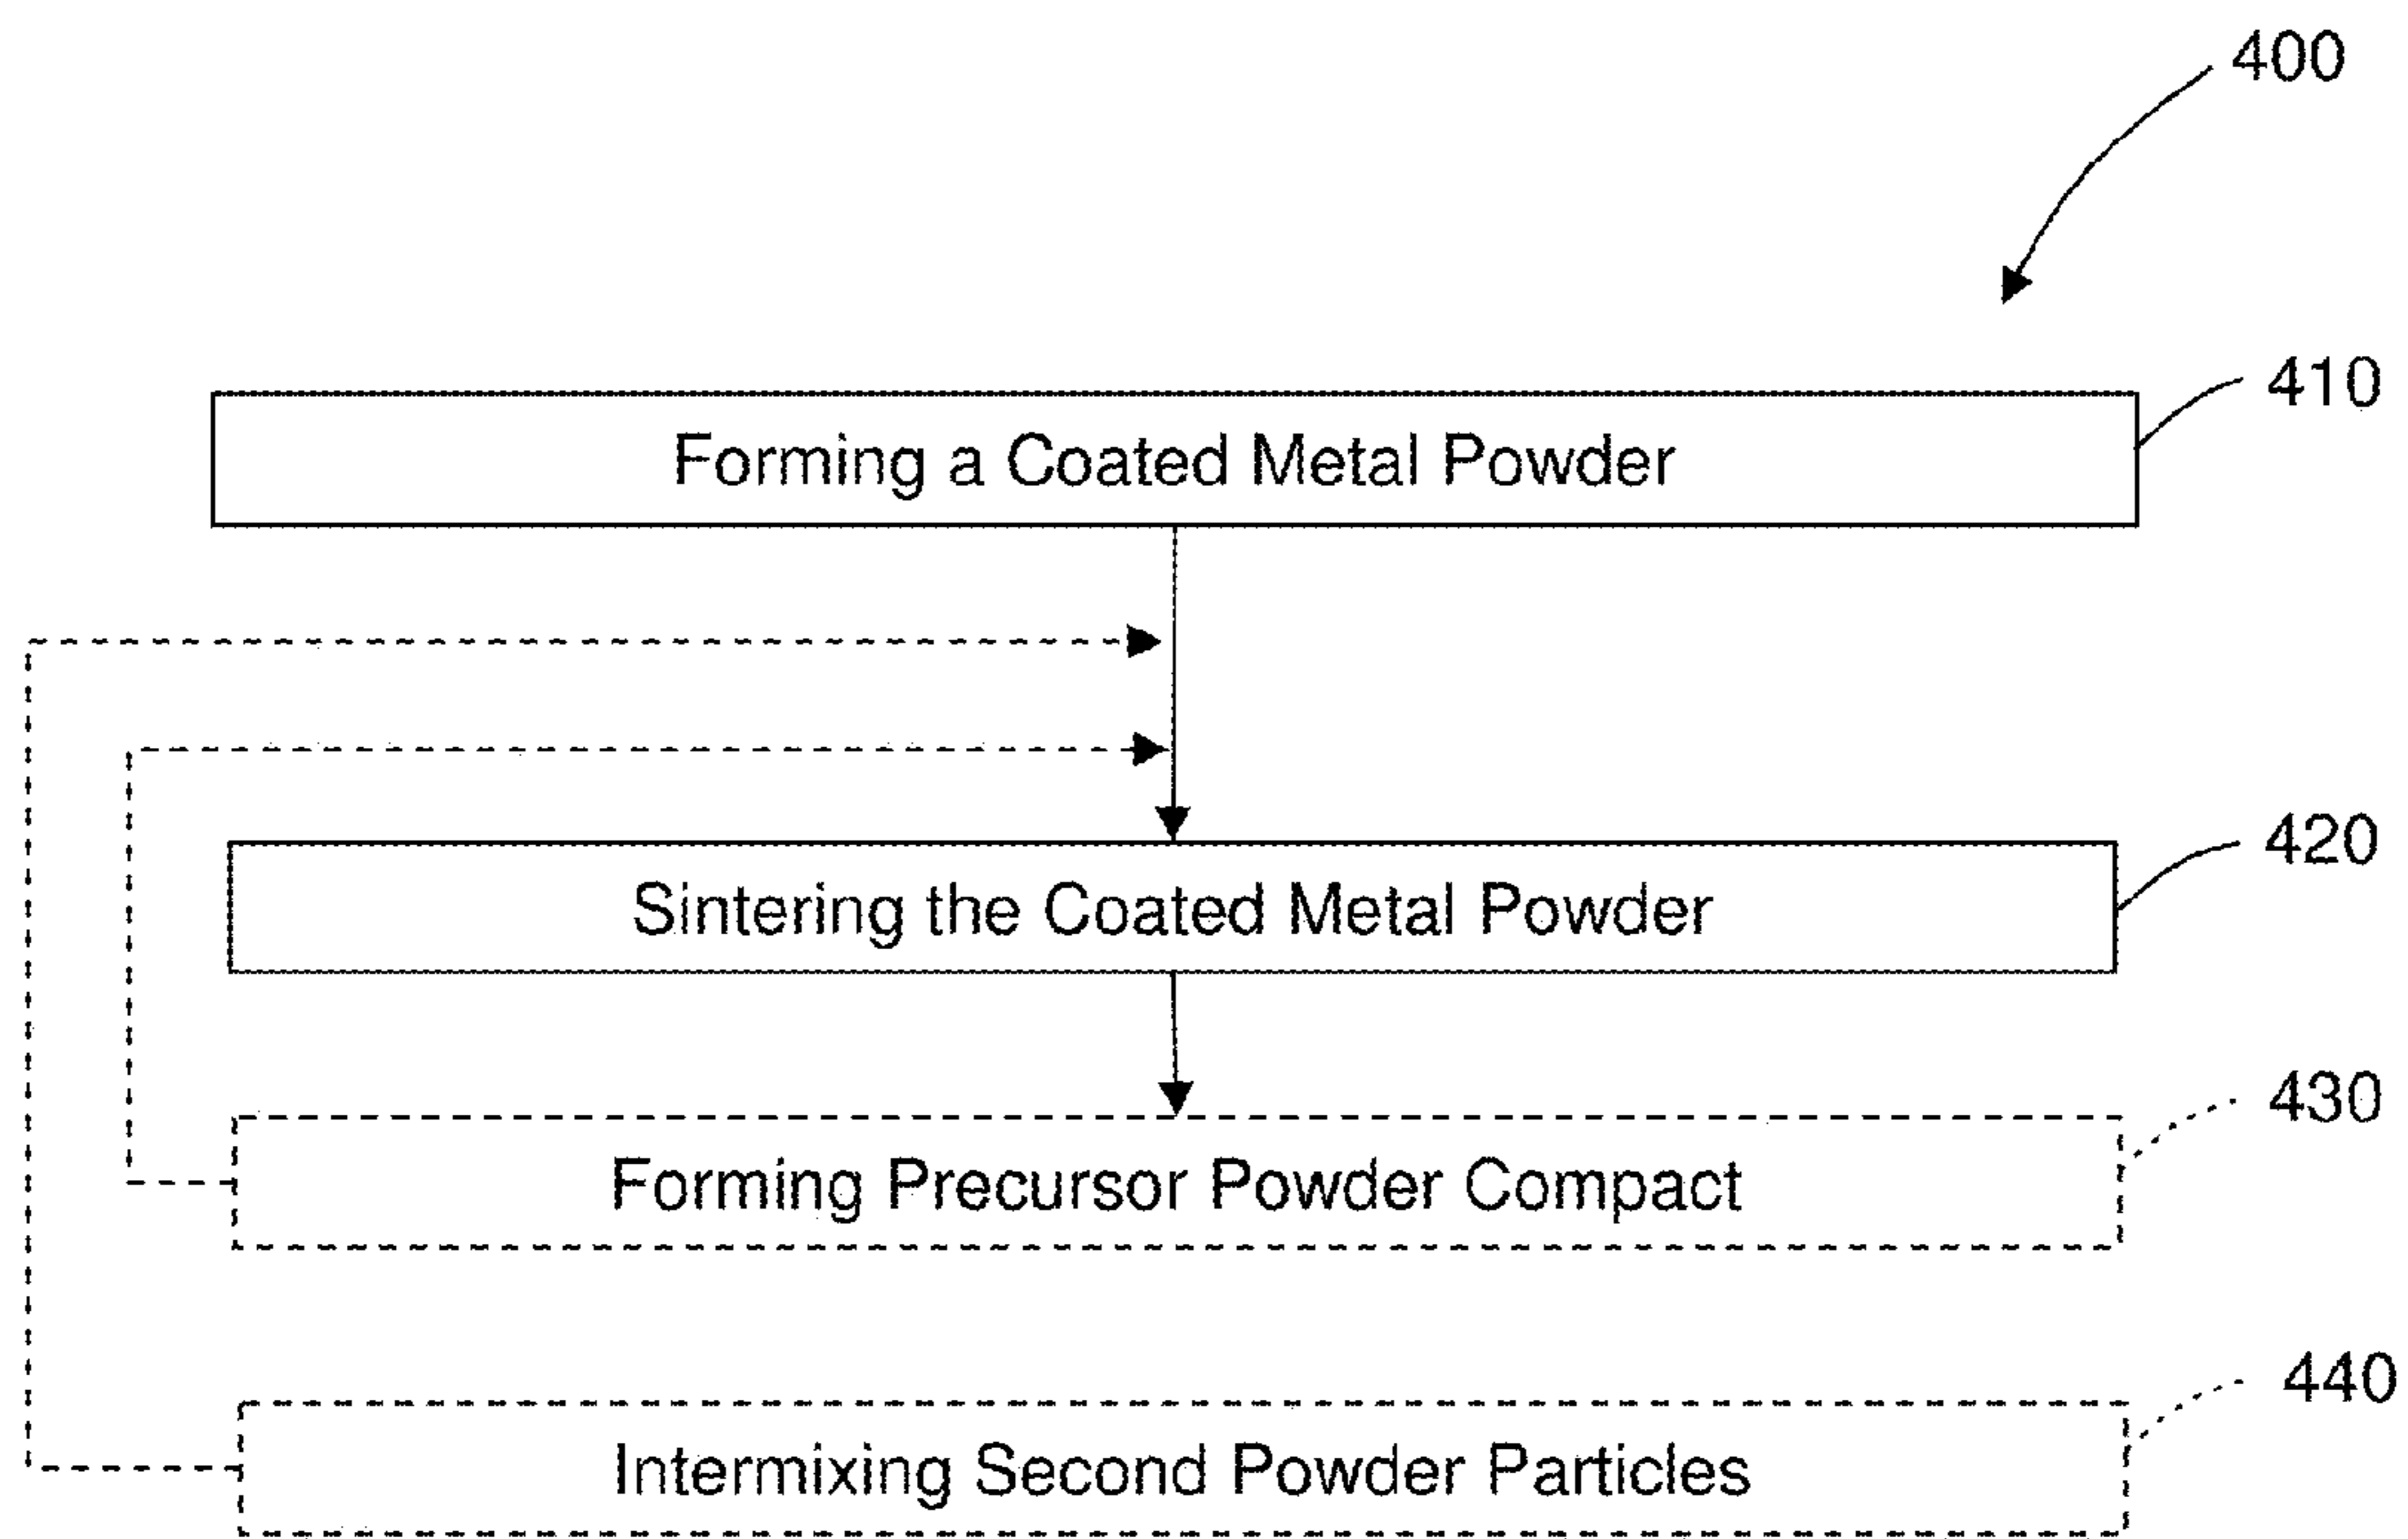 400
410
Forming a Coated Metal Powder
420
Sintering the Coated Metal Powder
430
Forming Precursor Powder Compact
440
Intermixing Second Powder Particles